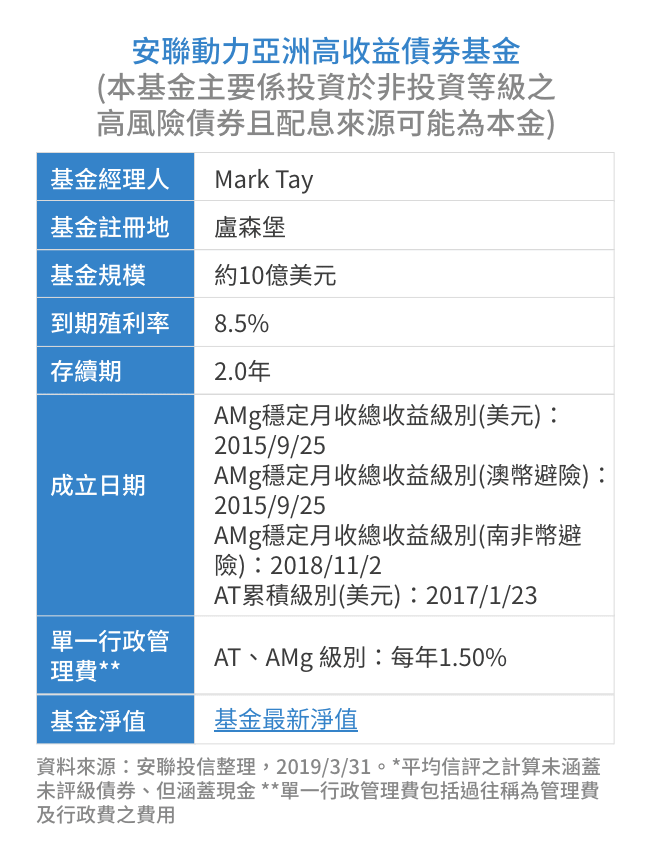 安聯動力亞洲高收益債券基金
(本基金主要係投資於非投資等級之
高風險債券且配息來源可能為本金)
基金經理人 Mark Tay
基金註冊地 盧森堡
基金規模 約10億美元
到期殖利率 8.5%
存續期 2.0年
成立日期
AMg穩定月收總收益級別(美元)：
2015/9/25
AMg穩定月收總收益級別(澳幣避險)：
2015/9/25
AMg穩定月收總收益級別(南非幣避
險)：2018/11/2
AT累積級別(美元)：2017/1/23
單一行政管
理費**
AT、AMg 級別：每年1.50%
基金淨值 基金最新淨值
資料來源：安聯投信整理，2019/3/31。*平均信評之計算未涵蓋
未評級債券、但涵蓋現金 **單一行政管理費包括過往稱為管理費
及行政費之費用